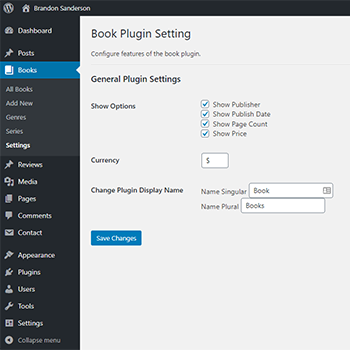 Brandon Sanderson
Dashboard
Posts
Books
All Books
Add New
Genres
Series
Settings
Reviews
Media
Pages
Comments
Contact
Appearance
Plugins
Users
Tools
Settings
Collapse menu
Book Plugin Setting
Configure features of the book plugin.
General Plugin Settings
Show Options
Show Publisher
Show Publish Date
Show Page Count
Show Price
Currency
$
Change Plugin Display Name
Name Singular Book
Name Plural Books
Save Changes